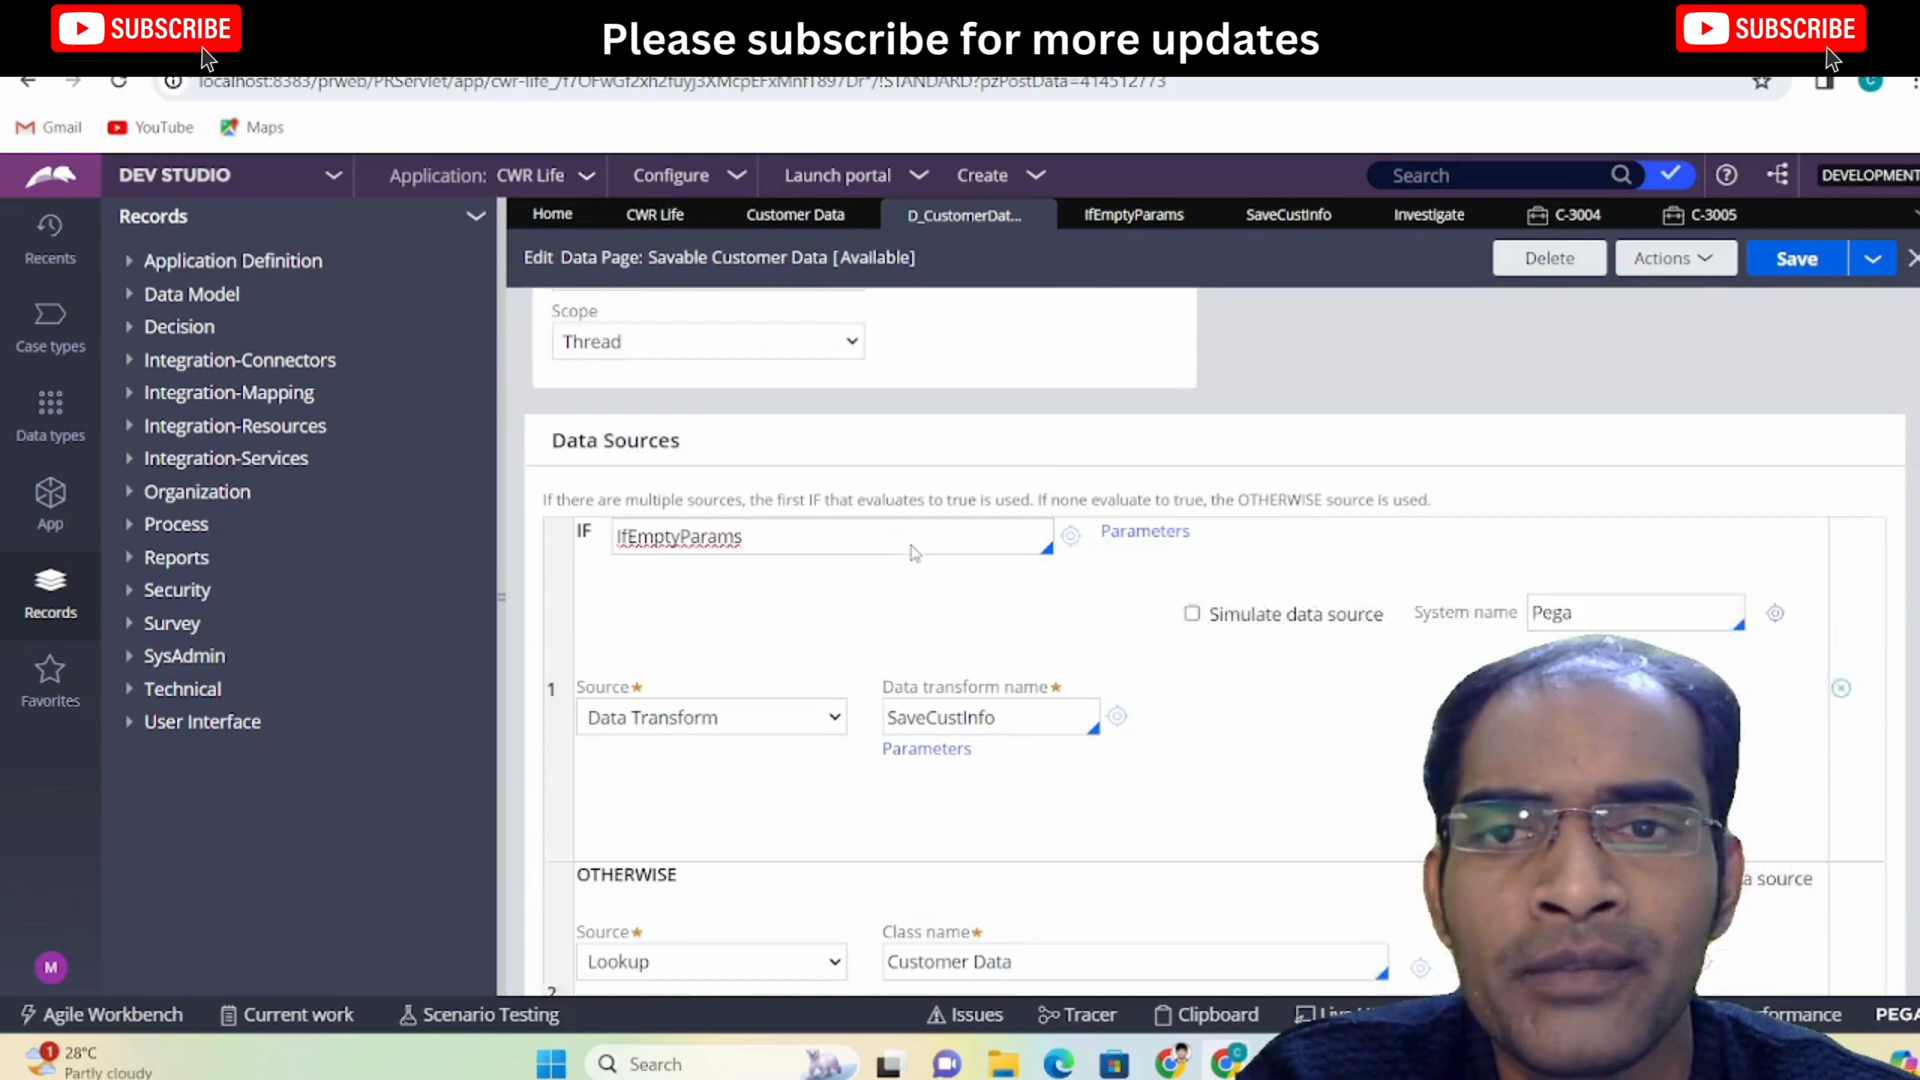 SUBSCRIBE
Please subscribe for more updates
SUBSCRIBE
Gmail YouTube Maps
DEV STUDIO Application: CWR Life Configure Launch portal Create Search DEVELOPMENT
Records
Home CWR Life Customer Data D_CustomerDat... IfEmptyParams SaveCustInfo Investigate C-3004 C-3005
Edit Data Page: Savable Customer Data [Available] Delete Actions Save
Recents
Case types
Data types
App
Records
Favorites
M
Application Definition
Data Model
Decision
Integration-Connectors
Integration-Mapping
Integration-Resources
Integration-Services
Organization
Process
Reports
Security
Survey
SysAdmin
Technical
User Interface
Scope
Thread
Data Sources
If there are multiple sources, the first IF that evaluates to true is used. If none evaluate to true, the OTHERWISE source is used.
IF IfEmptyParams Parameters
Simulate data source System name Pega
1 Source* Data transform name*
Data Transform SaveCustInfo
Parameters
OTHERWISE a source
Source* Class name*
Lookup Customer Data
2
Agile Workbench Current work Scenario Testing Issues Tracer Clipboard PEGA
1 28°C
Partly cloudy
Search